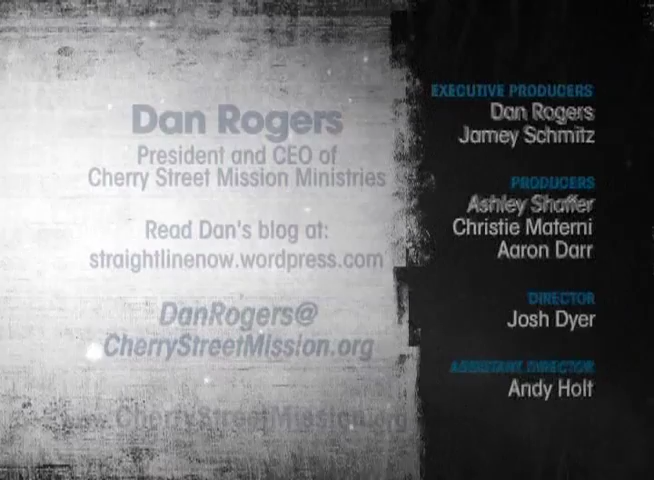 Dan Rogers
President and CEO of
Cherry Street Mission Ministries
Read Dan's blog at:
straightlinenow.wordpress.com
DanRogers@
CherryStreetMission.org
CherryStreetMission.org
EXECUTIVE PRODUCERS
Dan Rogers
Jamey Schmitz
PRODUCERS
Ashley Shaffer
Christie Materni
Aaron Darr
DIRECTOR
Josh Dyer
ASSISTANT DIRECTOR
Andy Holt